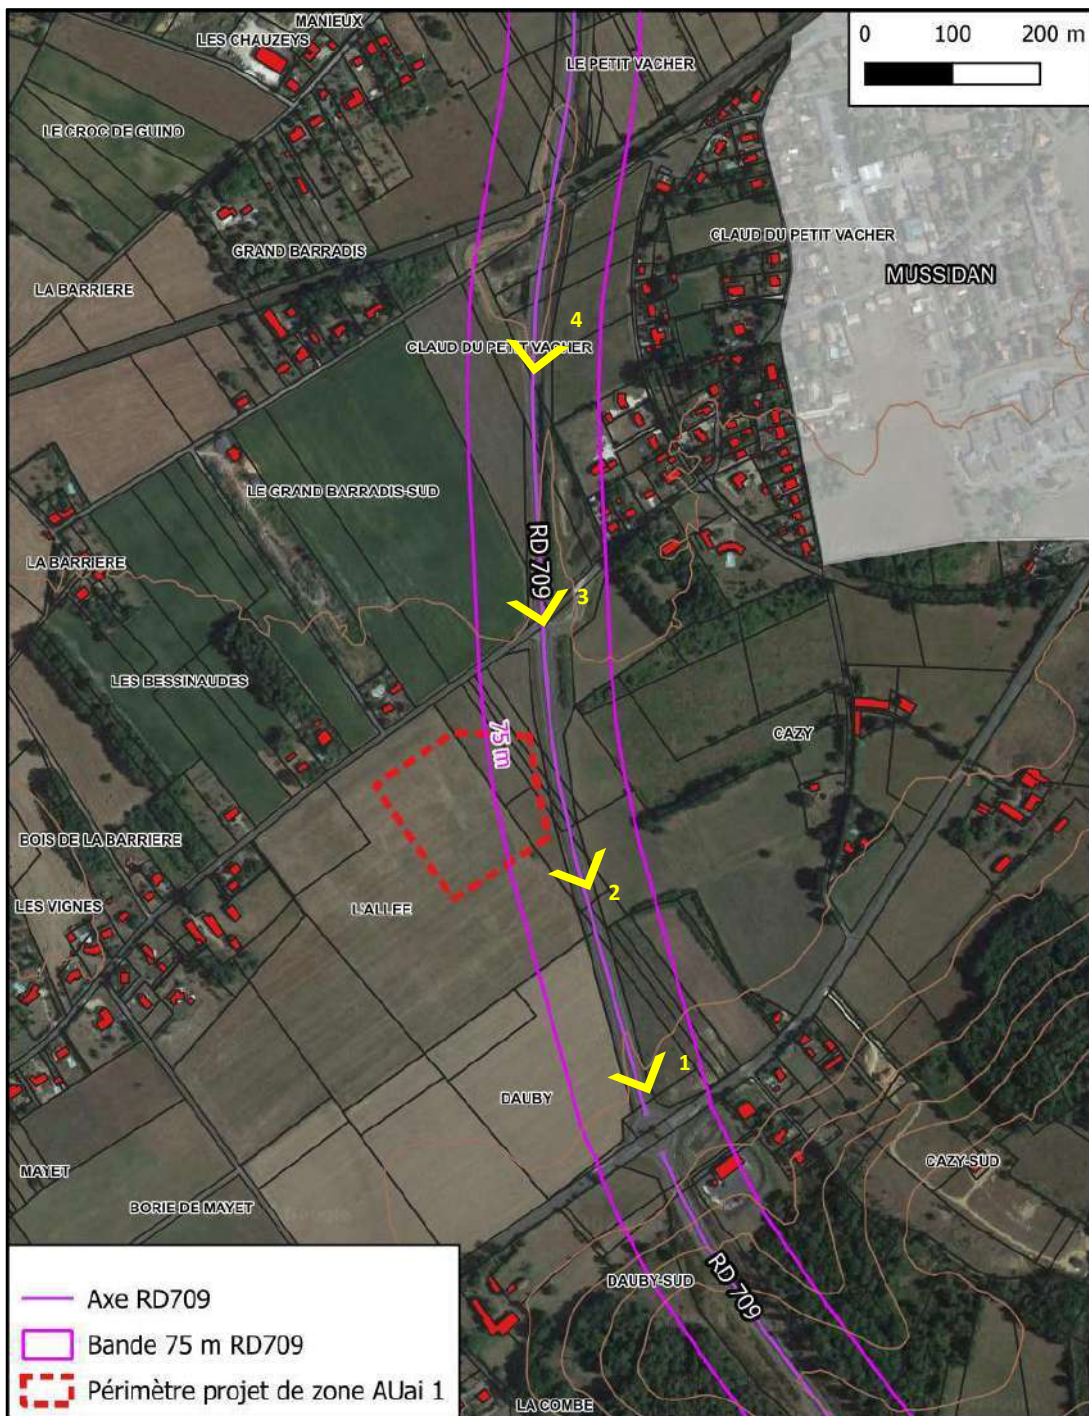 MANIEUX
LES CHAUZEYS
0 100 200 m
LE PETIT VACHER
LE CROC DE GUINO
CLAUD DU PETIT VACHER
GRAND BARRADIS
MUSSIDAN
LA BARRIERE
4
CLAUD DU PETIT VACHER
LE GRAND BARRADIS-SUD
RD 709
LA BARRIERE
3
LES BESSINAUDES
75 m
CAZY
BOIS DE LA BARRIERE
2
LES VIGNES
L'ALLEE
1
DAUBY
CAZY-SUD
MAYET
BORIE DE MAYET
DAUBY-SUD
RD 709
Axe RD709
Bande 75 m RD709
Périmètre projet de zone AUai 1
LA COMBE